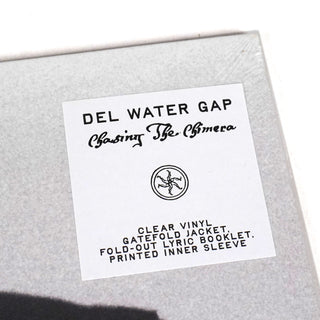 DEL WATER GAP
Chasing The Chimera
CLEAR VINYL
GATEFOLD JACKET.
FOLD-OUT LYRIC BOOKLET.
PRINTED INNER SLEEVE